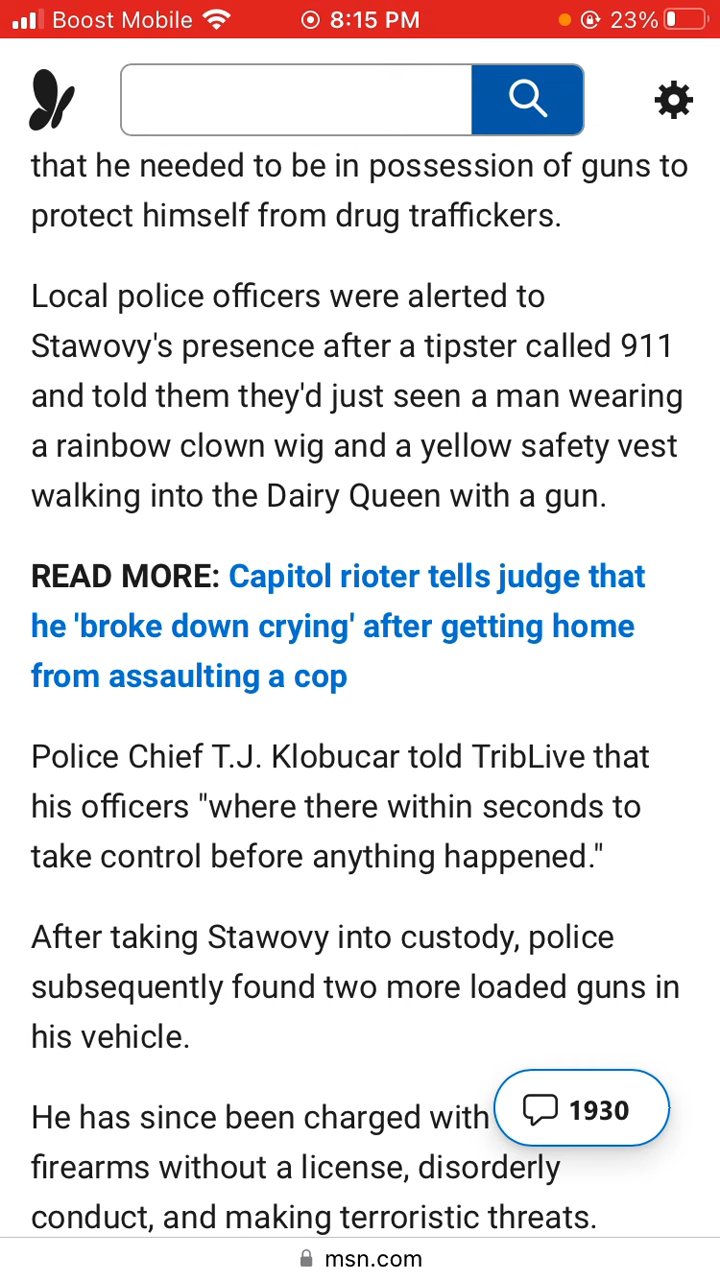 Boost Mobile 8:15 PM 23%
that he needed to be in possession of guns to
protect himself from drug traffickers.
Local police officers were alerted to
Stawovy's presence after a tipster called 911
and told them they'd just seen a man wearing
a rainbow clown wig and a yellow safety vest
walking into the Dairy Queen with a gun.
READ MORE: Capitol rioter tells judge that
he 'broke down crying' after getting home
from assaulting a cop
Police Chief T.J. Klobucar told TribLive that
his officers "where there within seconds to
take control before anything happened."
After taking Stawovy into custody, police
subsequently found two more loaded guns in
his vehicle.
He has since been charged with
1930
firearms without a license, disorderly
conduct, and making terroristic threats.
msn.com